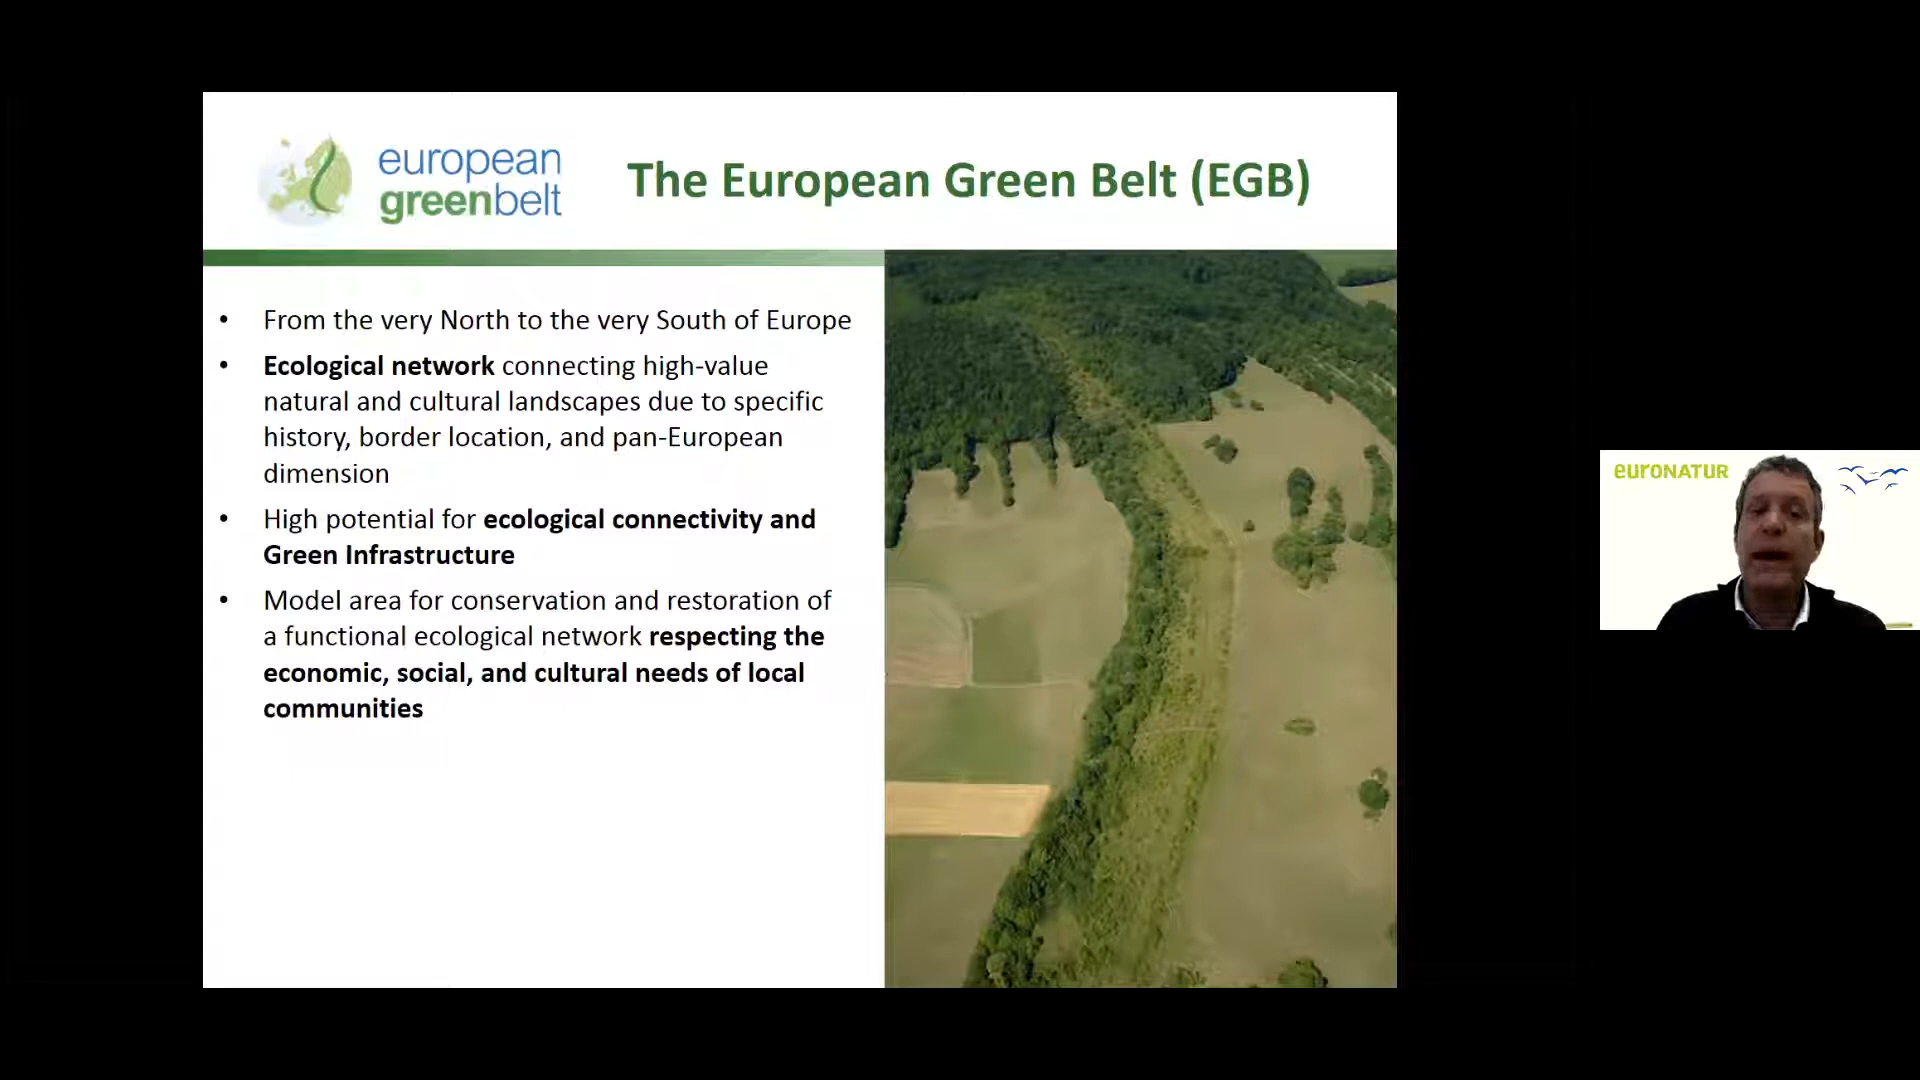 european
greenbelt
The European Green Belt (EGB)
• From the very North to the very South of Europe
• Ecological network connecting high-value
natural and cultural landscapes due to specific
history, border location, and pan-European
dimension
• High potential for ecological connectivity and
Green Infrastructure
• Model area for conservation and restoration of
a functional ecological network respecting the
economic, social, and cultural needs of local
communities
euroNATUR